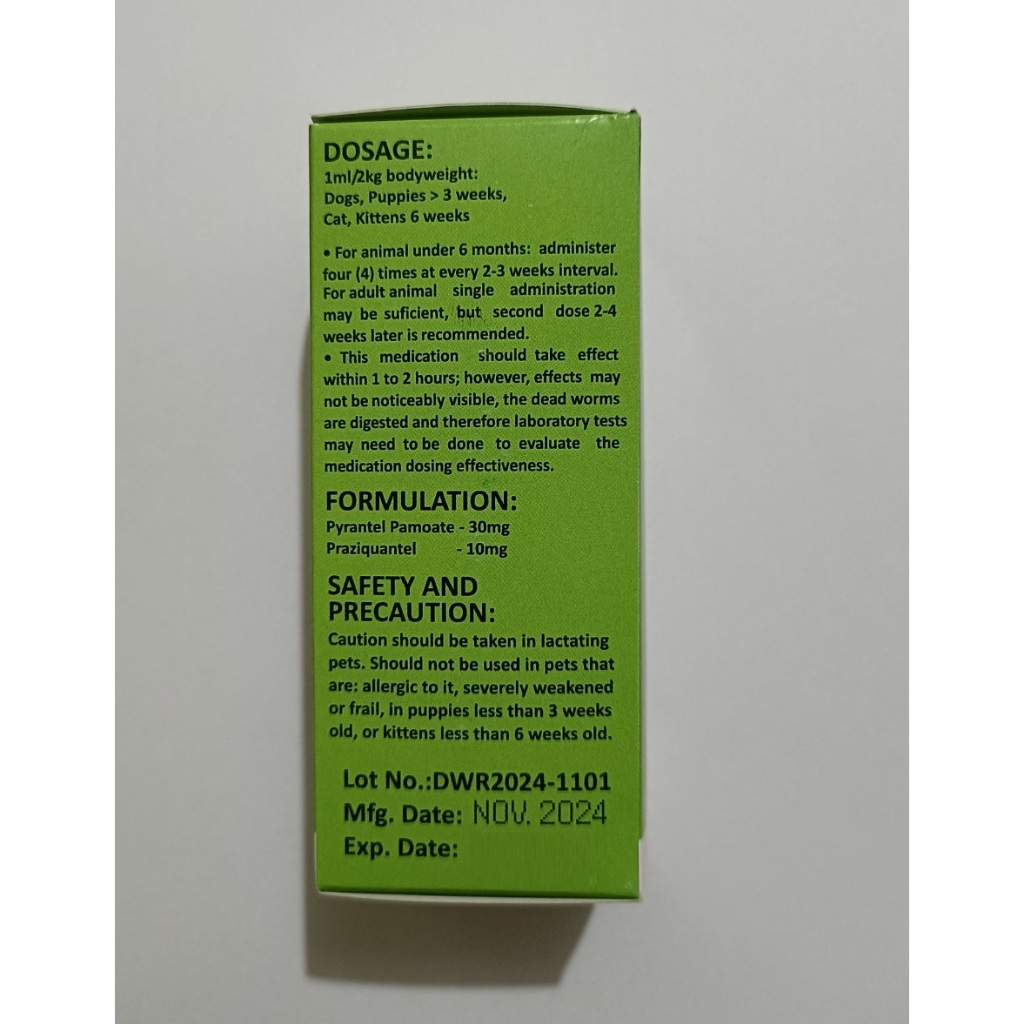 DOSAGE:
1ml/2kg bodyweight:
Dogs, Puppies > 3 weeks,
Cat, Kittens 6 weeks
• For animal under 6 months: administer
four (4) times at every 2-3 weeks interval.
For adult animal single administration
may be suficient, but second dose 2-4
weeks later is recommended.
• This medication should take effect
within 1 to 2 hours; however, effects may
not be noticeably visible, the dead worms
are digested and therefore laboratory tests
may need to be done to evaluate the
medication dosing effectiveness.
FORMULATION:
Pyrantel Pamoate - 30mg
Praziquantel - 10mg
SAFETY AND
PRECAUTION:
Caution should be taken in lactating
pets. Should not be used in pets that
are: allergic to it, severely weakened
or frail, in puppies less than 3 weeks
old, or kittens less than 6 weeks old.
Lot No.:DWR2024-1101
Mfg. Date: NOV. 2024
Exp. Date: